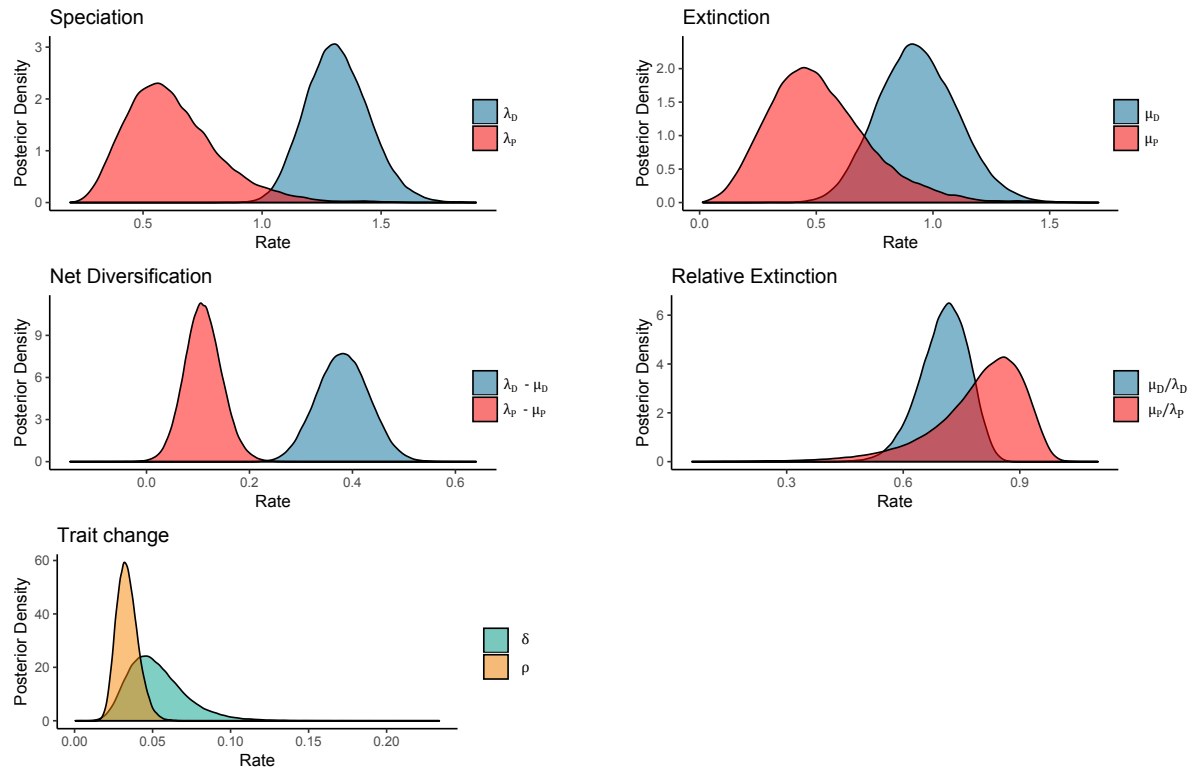 Speciation
Posterior Density
3
2
1
0
0.5 1.0 1.5
Rate
λD
λP
Extinction
Posterior Density
2.0
1.5
1.0
0.5
0.0
0.0 0.5 1.0 1.5
Rate
μD
μP
Net Diversification
Posterior Density
9
6
3
0
0.0 0.2 0.4 0.6
Rate
λD - μD
λP - μP
Relative Extinction
Posterior Density
6
4
2
0
0.3 0.6 0.9
Rate
μD/λD
μP/λP
Trait change
Posterior Density
60
40
20
0
0.00 0.05 0.10 0.15 0.20
Rate
δ
ρ